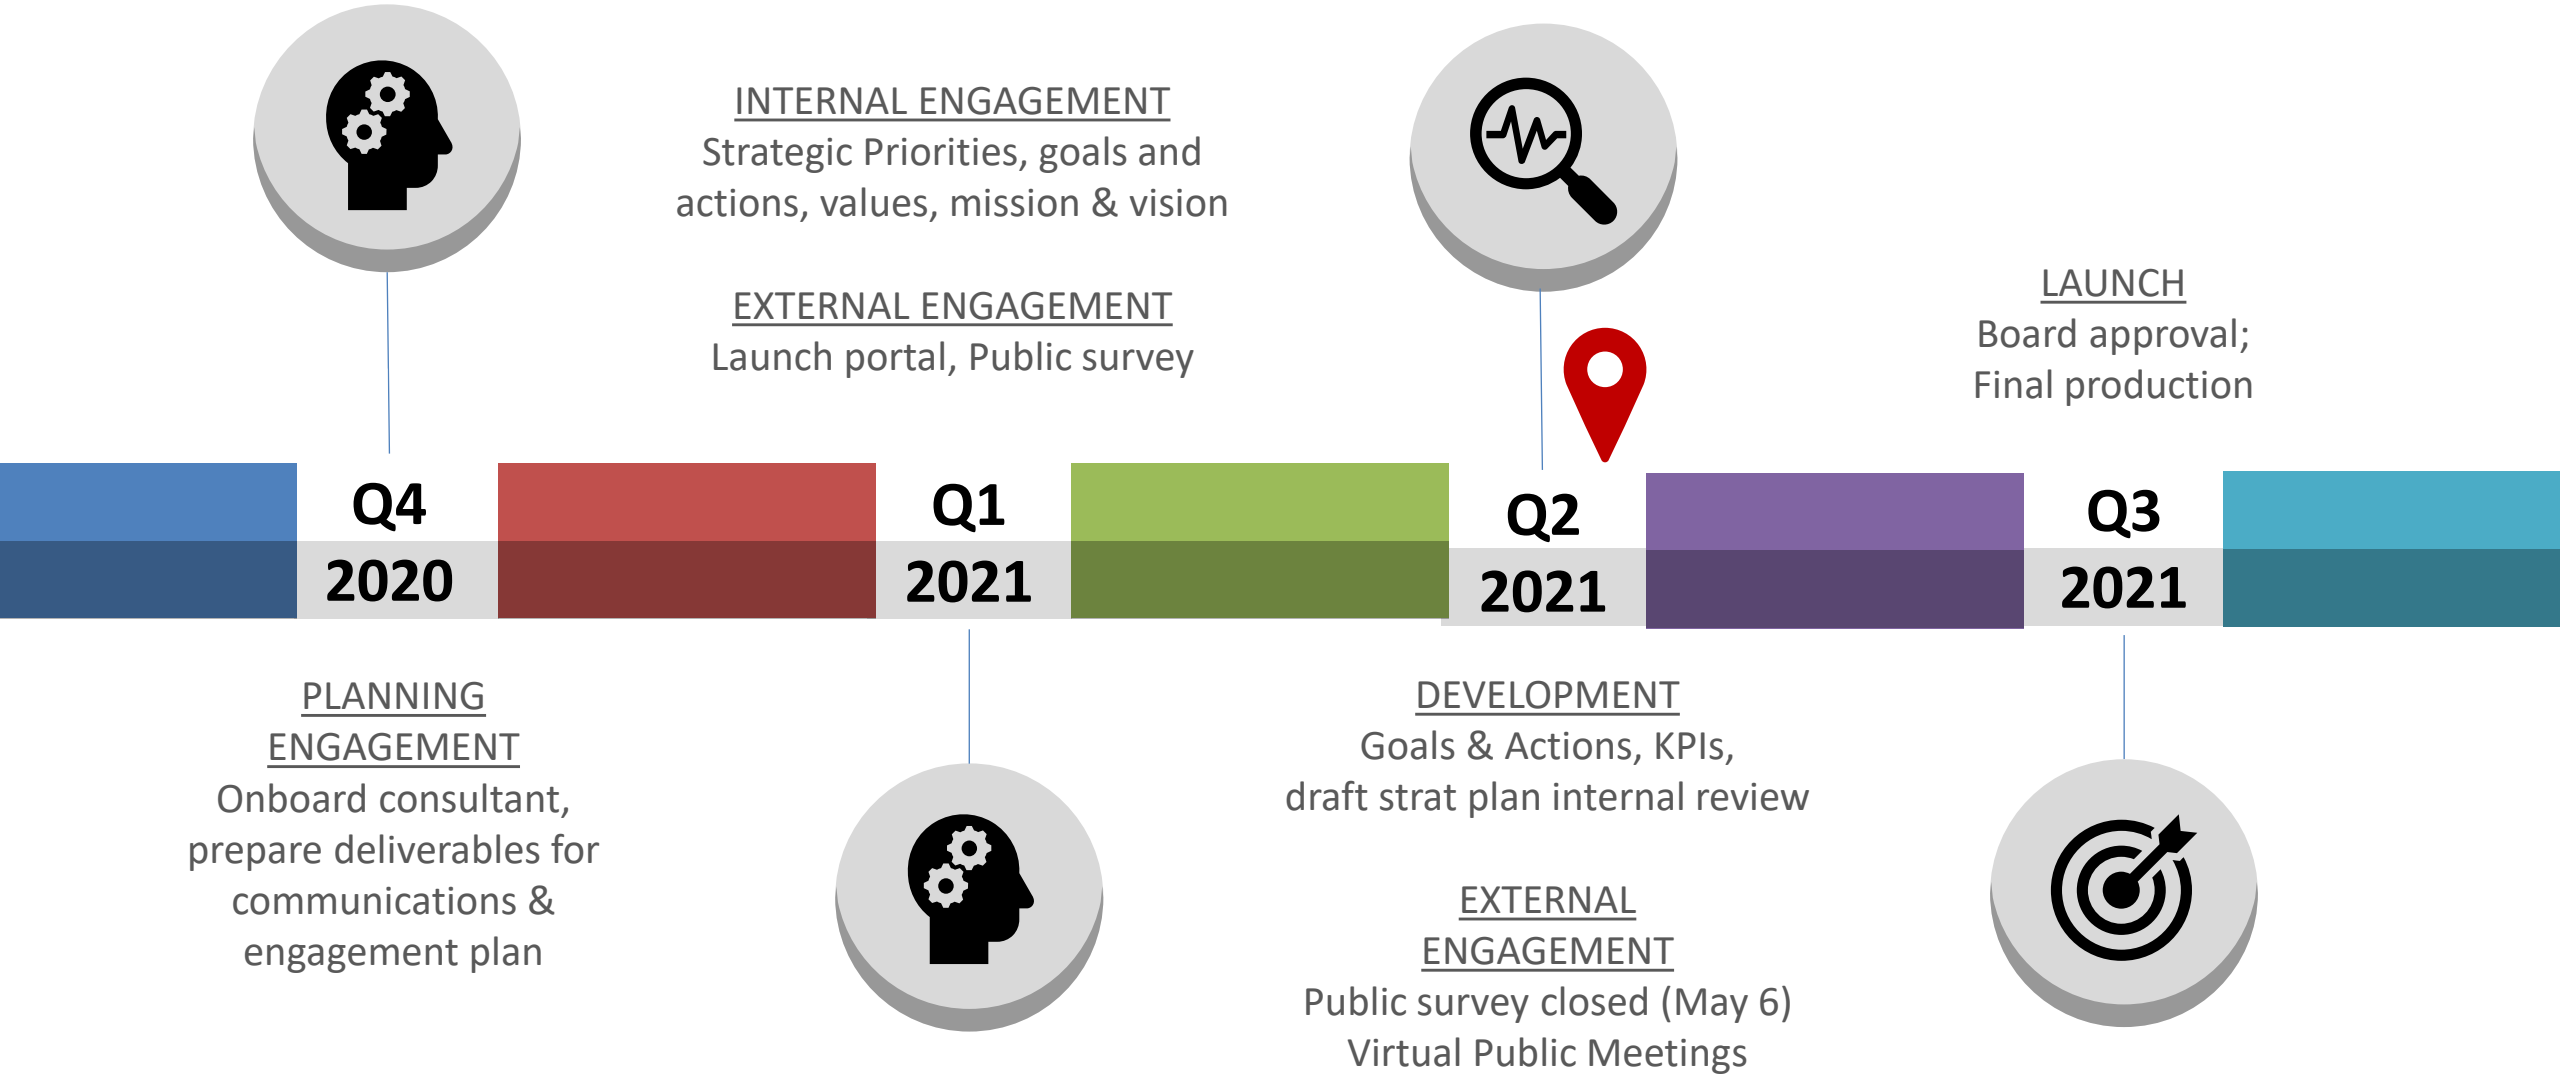 INTERNAL ENGAGEMENT
Strategic Priorities, goals and
actions, values, mission & vision
EXTERNAL ENGAGEMENT
Launch portal, Public survey
LAUNCH
Board approval;
Final production
Q4
2020
Q1
2021
Q2
2021
Q3
2021
PLANNING
ENGAGEMENT
Onboard consultant,
prepare deliverables for
communications &
engagement plan
DEVELOPMENT
Goals & Actions, KPIs,
draft strat plan internal review
EXTERNAL
ENGAGEMENT
Public survey closed (May 6)
Virtual Public Meetings